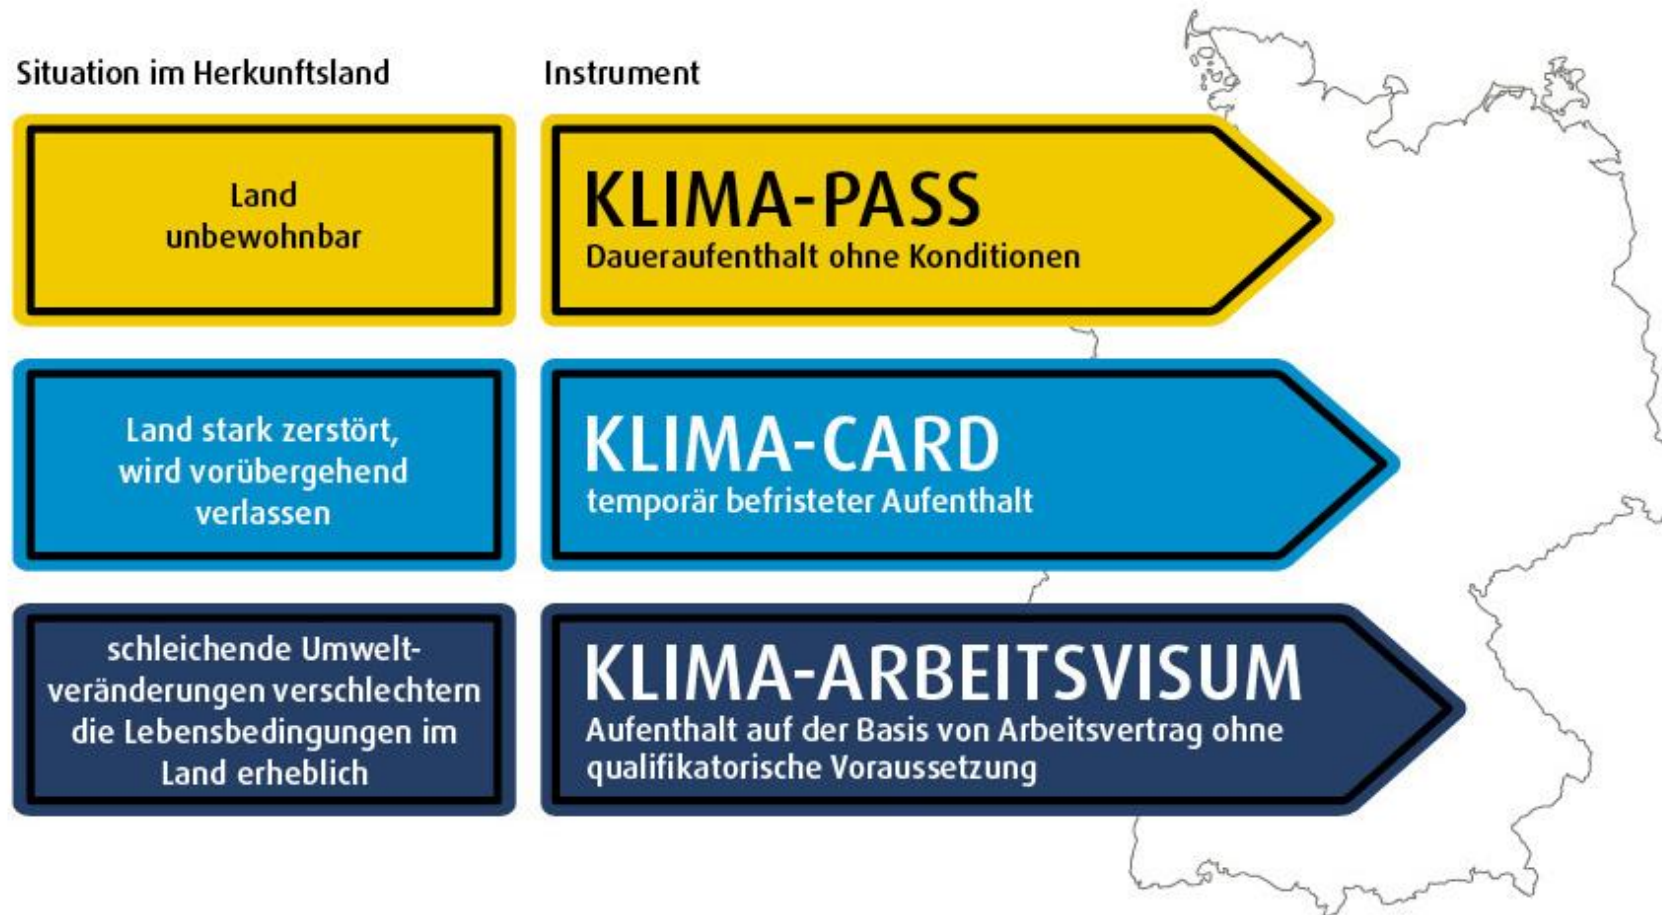 Situation im Herkunftsland
Instrument
Land
unbewohnbar
KLIMA-PASS
Daueraufenthalt ohne Konditionen
Land stark zerstört,
wird vorübergehend
verlassen
KLIMA-CARD
temporär befristeter Aufenthalt
schleichende Umwelt-
veränderungen verschlechtern
die Lebensbedingungen im
Land erheblich
KLIMA-ARBEITSVISUM
Aufenthalt auf der Basis von Arbeitsvertrag ohne
qualifikatorische Voraussetzung